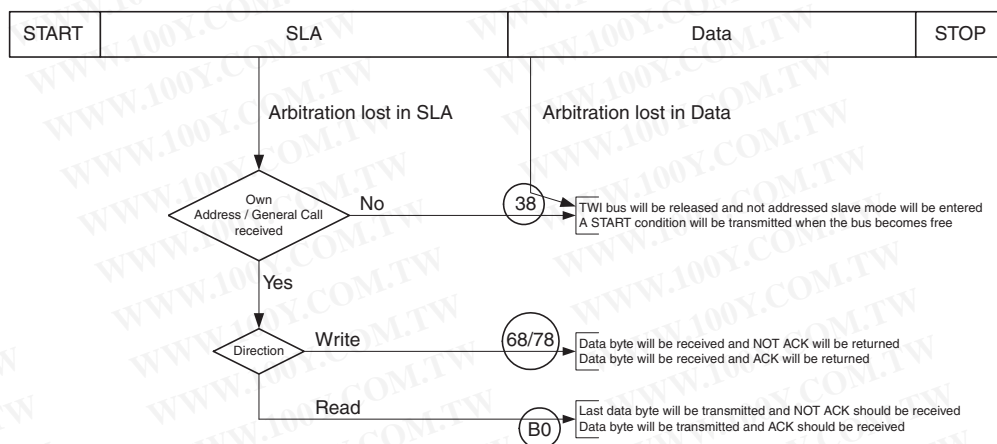 START SLA Data STOP
Arbitration lost in SLA Arbitration lost in Data
Own
Address / General Call
received
No
38
TWI bus will be released and not addressed slave mode will be entered
A START condition will be transmitted when the bus becomes free
Yes
Direction
Write
68/78
Data byte will be received and NOT ACK will be returned
Data byte will be received and ACK will be returned
Read
B0
Last data byte will be transmitted and NOT ACK should be received
Data byte will be transmitted and ACK should be received
WWW.100Y.COM.TW